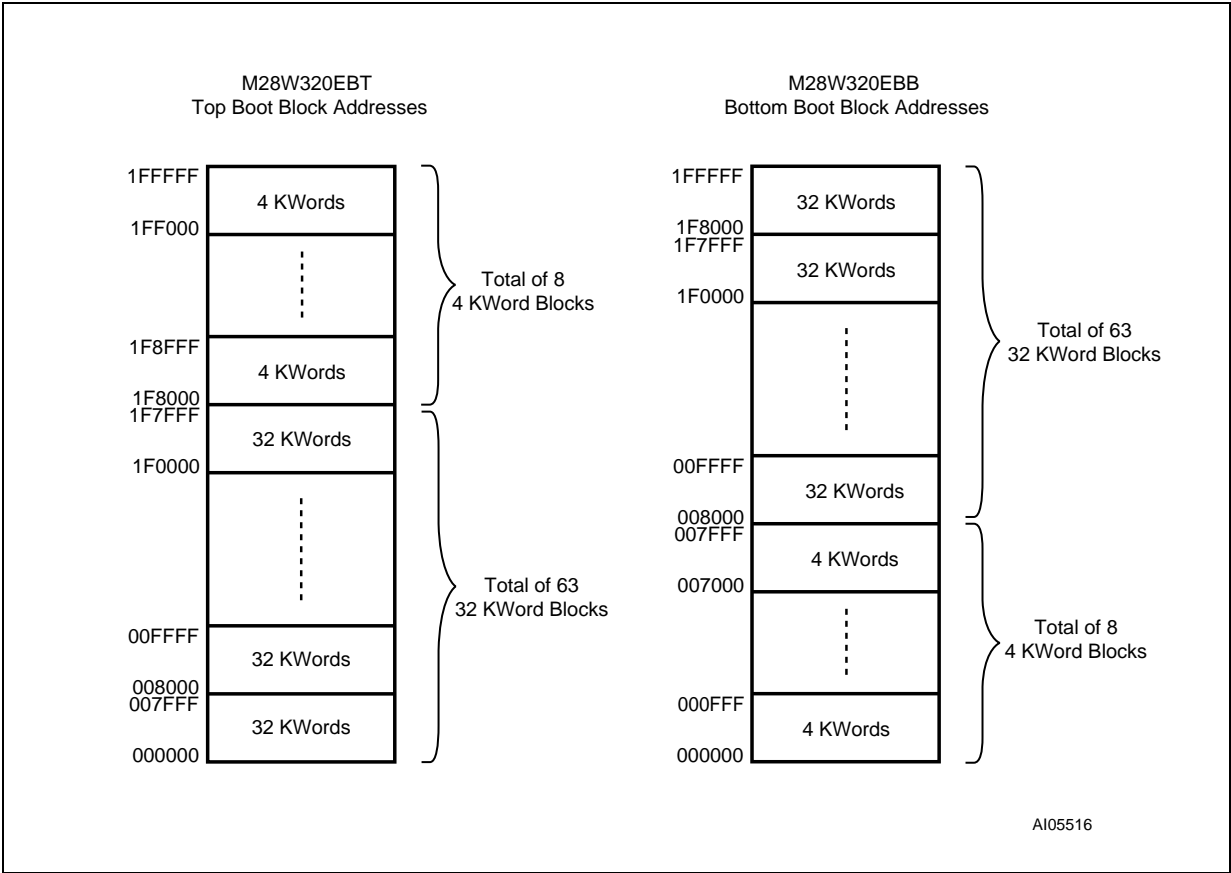 M28W320EBT
Top Boot Block Addresses
1FFFFF
4 KWords
1FF000
Total of 8
4 KWord Blocks
1F8FFF
4 KWords
1F8000
1F7FFF
32 KWords
1F0000
Total of 63
32 KWord Blocks
00FFFF
32 KWords
008000
007FFF
32 KWords
000000
M28W320EBB
Bottom Boot Block Addresses
1FFFFF
32 KWords
1F8000
1F7FFF
32 KWords
1F0000
Total of 63
32 KWord Blocks
00FFFF
32 KWords
008000
007FFF
4 KWords
007000
Total of 8
4 KWord Blocks
000FFF
4 KWords
000000
AI05516